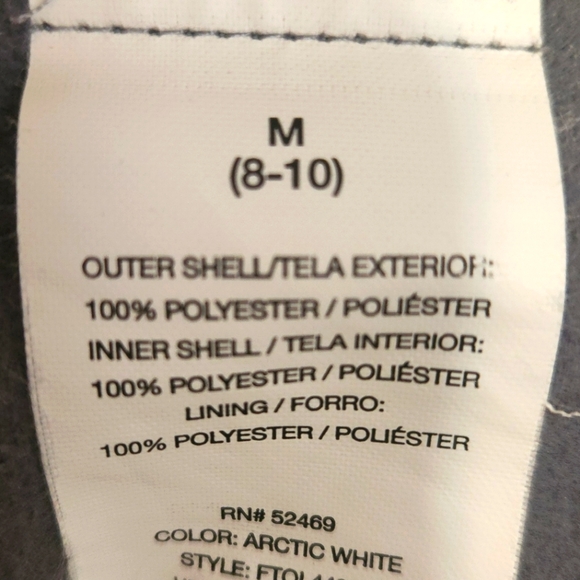 M
(8-10)
OUTER SHELL/TELA EXTERIOR:
100% POLYESTER / POLIÉSTER
INNER SHELL / TELA INTERIOR:
100% POLYESTER / POLIÉSTER
LINING / FORRO:
100% POLYESTER / POLIÉSTER
RN# 52469
COLOR: ARCTIC WHITE
STYLE: